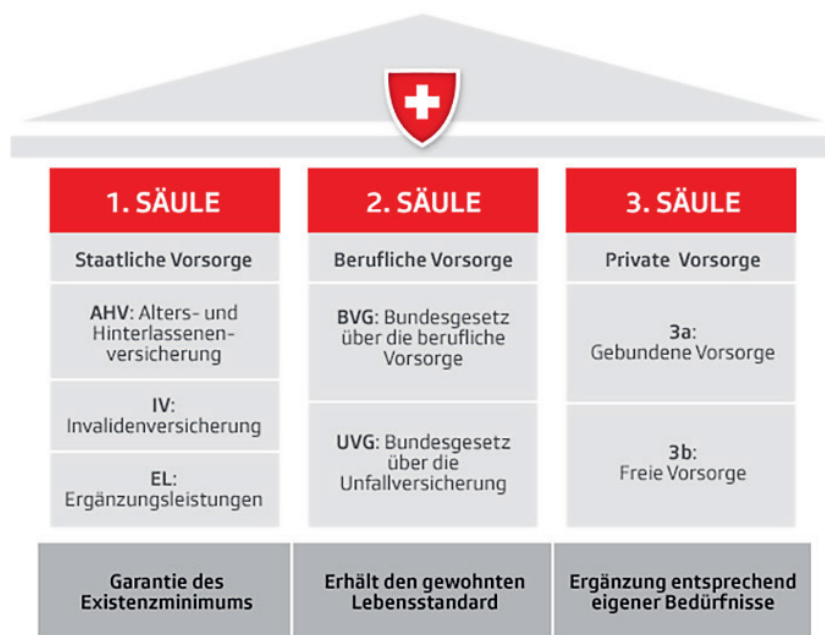 1. SÄULE
Staatliche Vorsorge
AHV: Alters- und
Hinterlassenen-
versicherung
IV:
Invalidenversicherung
EL:
Ergänzungsleistungen
Garantie des
Existenzminimums
2. SÄULE
Berufliche Vorsorge
BVG: Bundesgesetz
über die berufliche
Vorsorge
UVG: Bundesgesetz
über die
Unfallversicherung
Erhält den gewohnten
Lebensstandard
3. SÄULE
Private Vorsorge
3a:
Gebundene Vorsorge
3b:
Freie Vorsorge
Ergänzung entsprechend
eigener Bedürfnisse